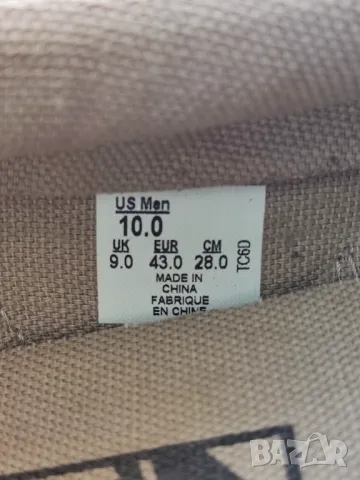 US Men
10.0
UK EUR CM
9.0 43.0 28.0
TC6D
MADE IN
CHINA
FABRIQUE
EN CHINE
BAZAR